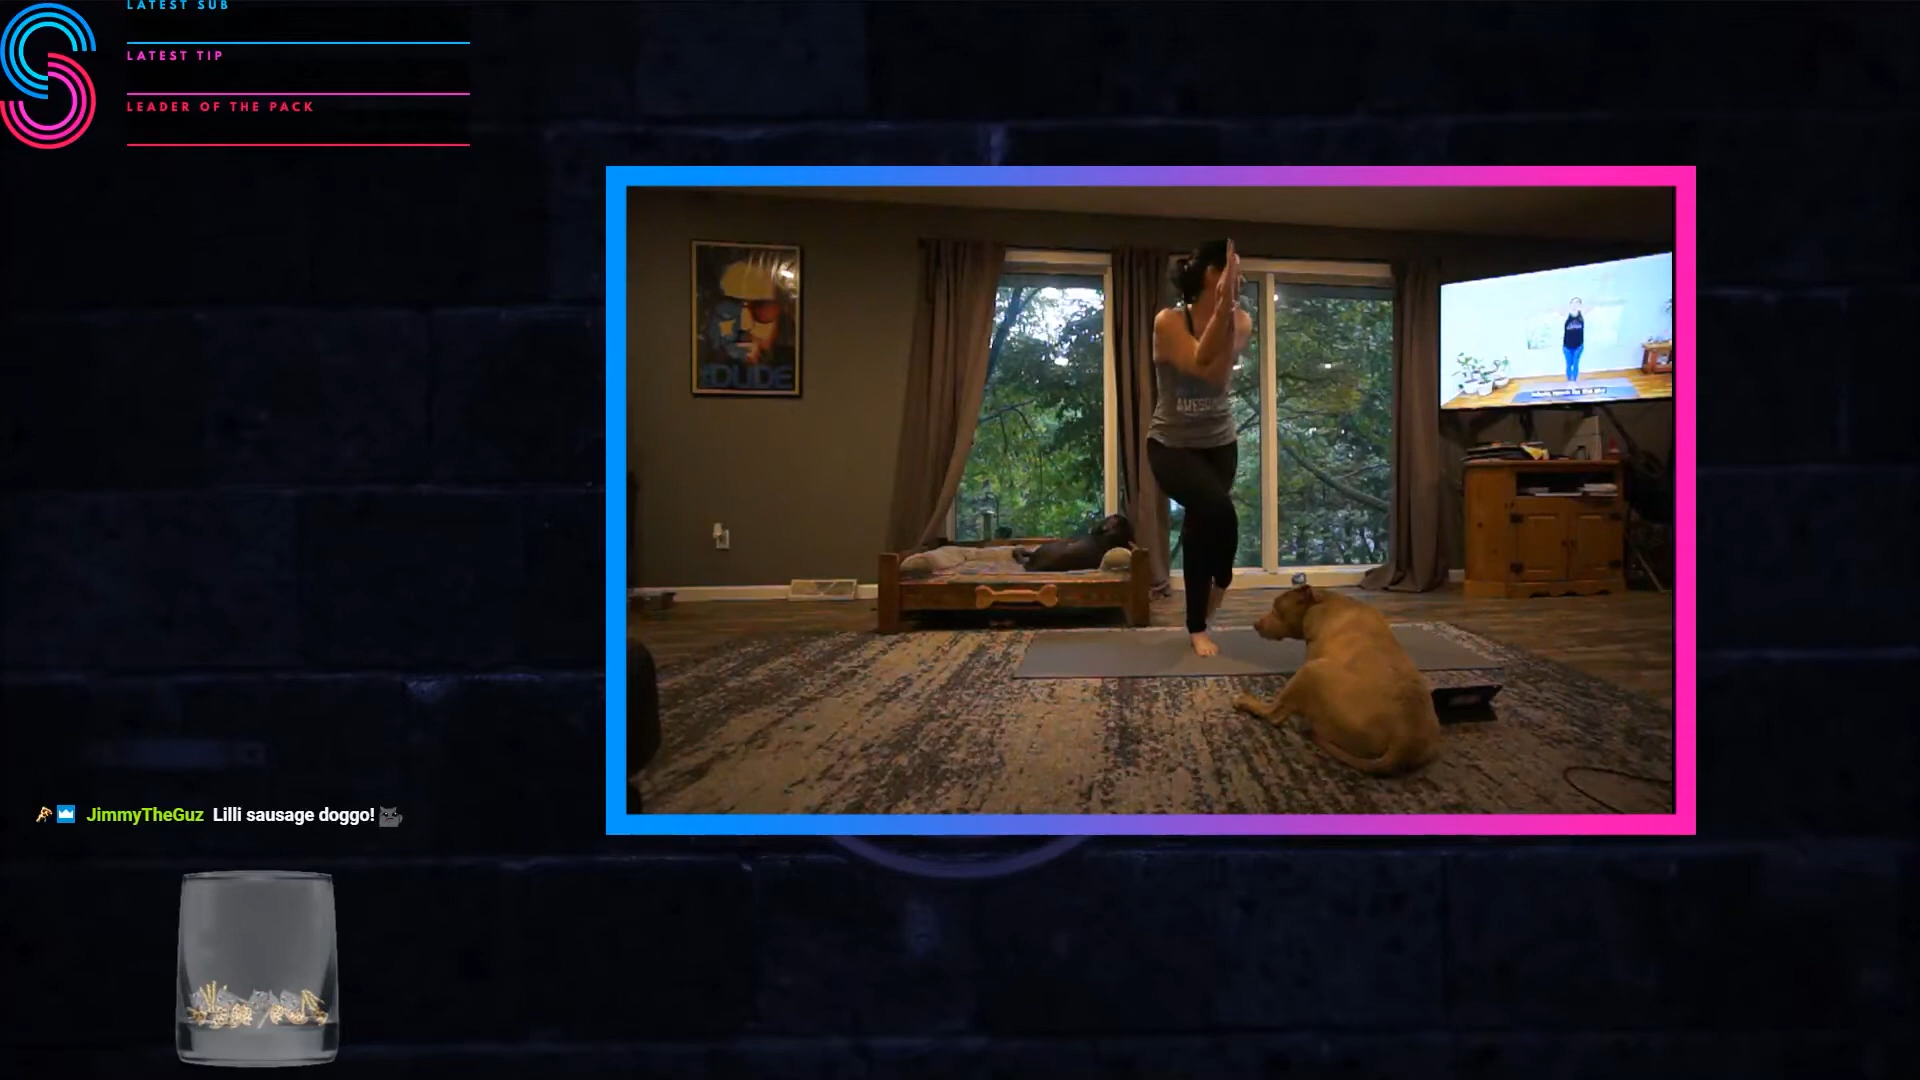 LATEST SUB
LATEST TIP
LEADER OF THE PACK
DUDE
JimmyTheGuz Lilli sausage doggo!